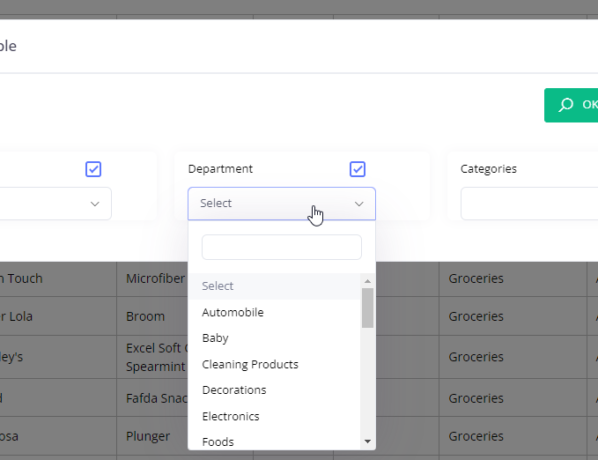 ble
OK
Department
Categories
Select
Select
n Touch
Microfiber
Groceries
Automobile
r Lola
Broom
Groceries
Baby
ley's
Excel Soft
Spearmint
Groceries
Cleaning Products
Decorations
Fafda Snac
Groceries
Electronics
osa
Plunger
Groceries
Foods